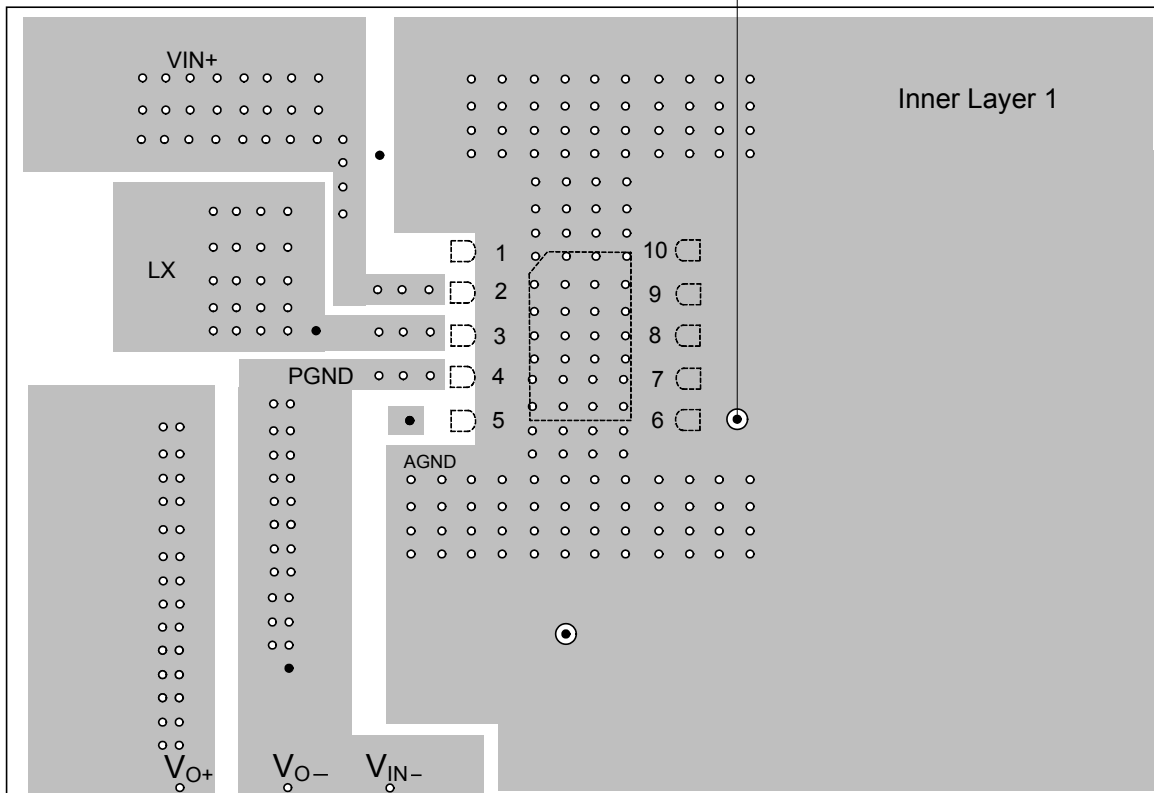 VIN+
Inner Layer 1
1
10
LX
2
9
3
8
PGND
4
7
5
6
AGND
VO+
VO–
VIN–